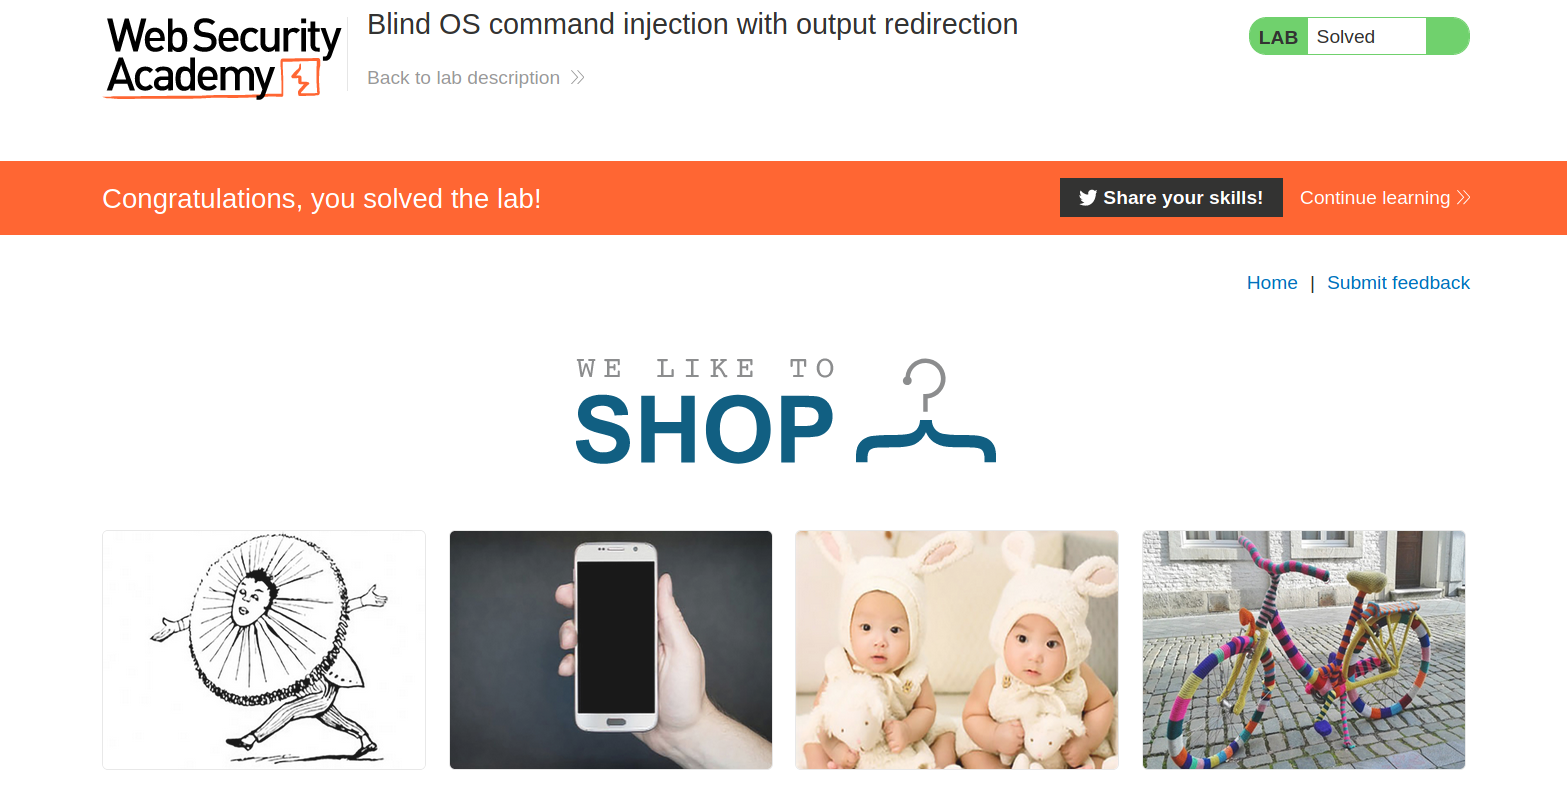 Web Security
Academy
Blind OS command injection with output redirection
Back to lab description
LAB Solved
Congratulations, you solved the lab!
Share your skills!
Continue learning
Home | Submit feedback
WE LIKE TO
SHOP